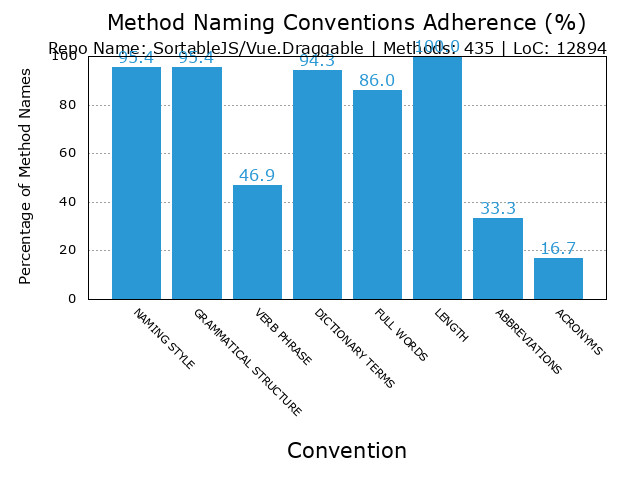 Method Naming Conventions Adherence (%)
Repo Name: SortableJS/Vue.Draggable | Methods: 435 | LoC: 12894
Percentage of Method Names
100
80
60
40
20
0
95.4
95.4
46.9
94.3
86.0
100.0
33.3
16.7
NAMING STYLE
GRAMMATICAL STRUCTURE
VERB PHRASE
DICTIONARY TERMS
FULL WORDS
LENGTH
ABBREVIATIONS
ACRONYMS
Convention